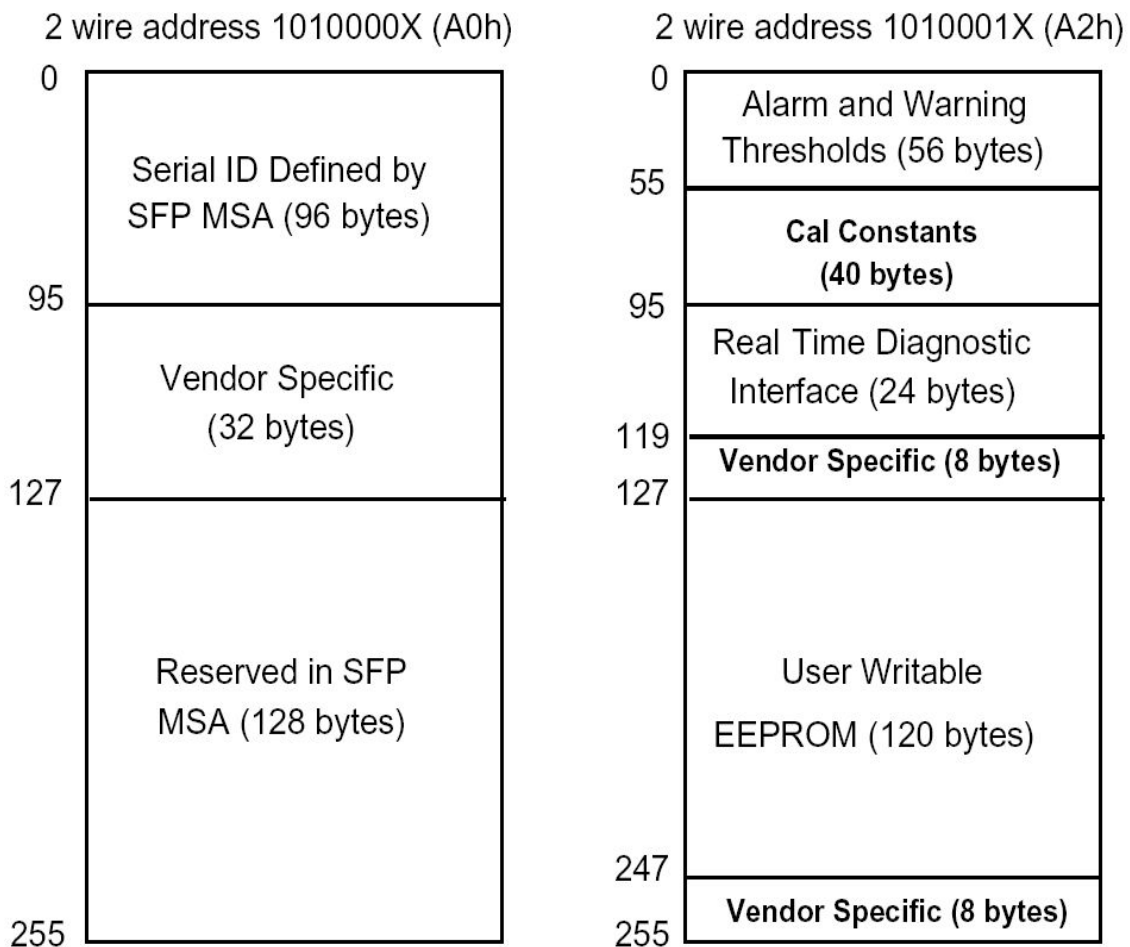 2 wire address 1010000X (A0h)
0
Serial ID Defined by
SFP MSA (96 bytes)
95
Vendor Specific
(32 bytes)
127
Reserved in SFP
MSA (128 bytes)
255
2 wire address 1010001X (A2h)
0
Alarm and Warning
Thresholds (56 bytes)
55
Cal Constants
(40 bytes)
95
Real Time Diagnostic
Interface (24 bytes)
119
Vendor Specific (8 bytes)
127
User Writable
EEPROM (120 bytes)
247
Vendor Specific (8 bytes)
255